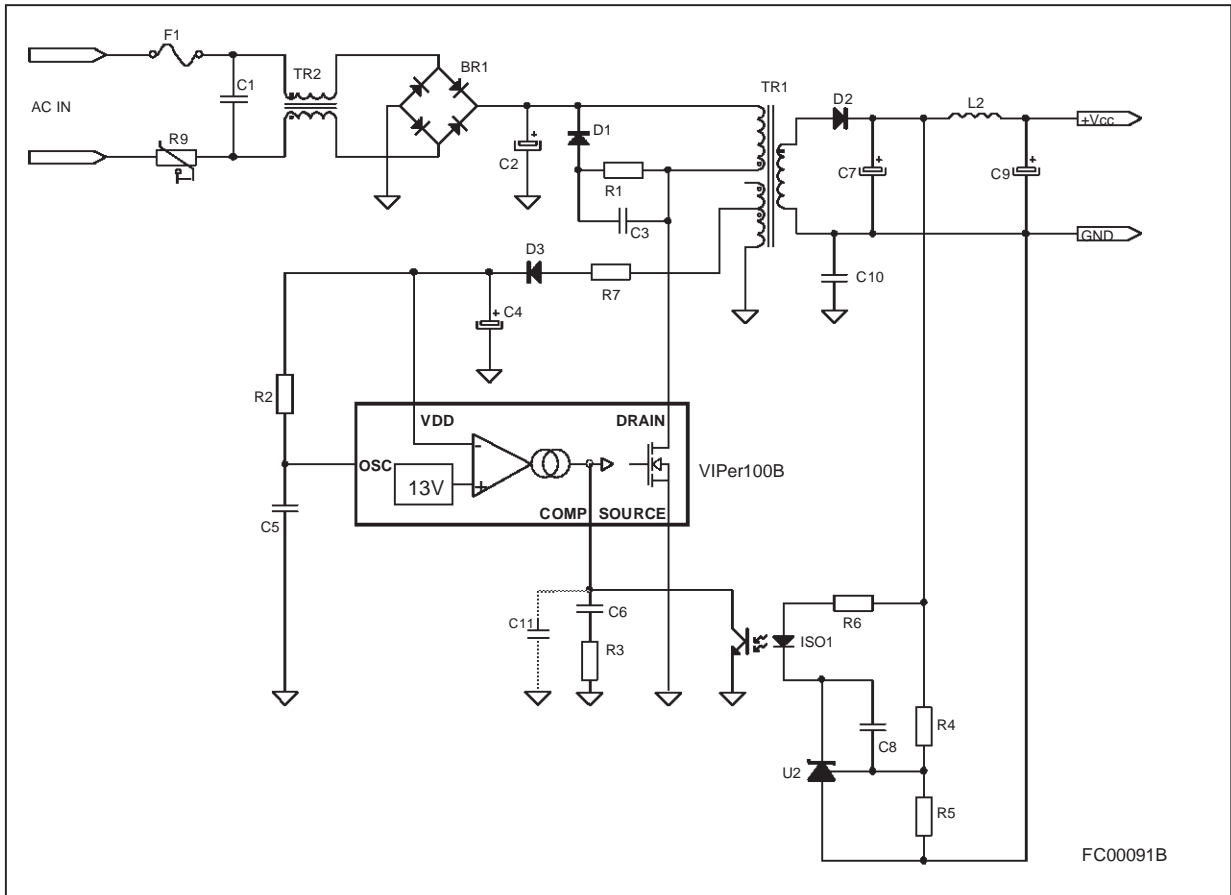 F1
BR1
TR1
TR2
C1
D2
L2
+Vcc
AC IN
D1
R9
C2
C7
C9
R1
C3
GND
D3
C10
R7
C4
R2
VDD
DRAIN
OSC
-
13V
+
VIPer100B
COMP
SOURCE
C5
C11
C6
R6
ISO1
R3
R4
C8
U2
R5
FC00091B